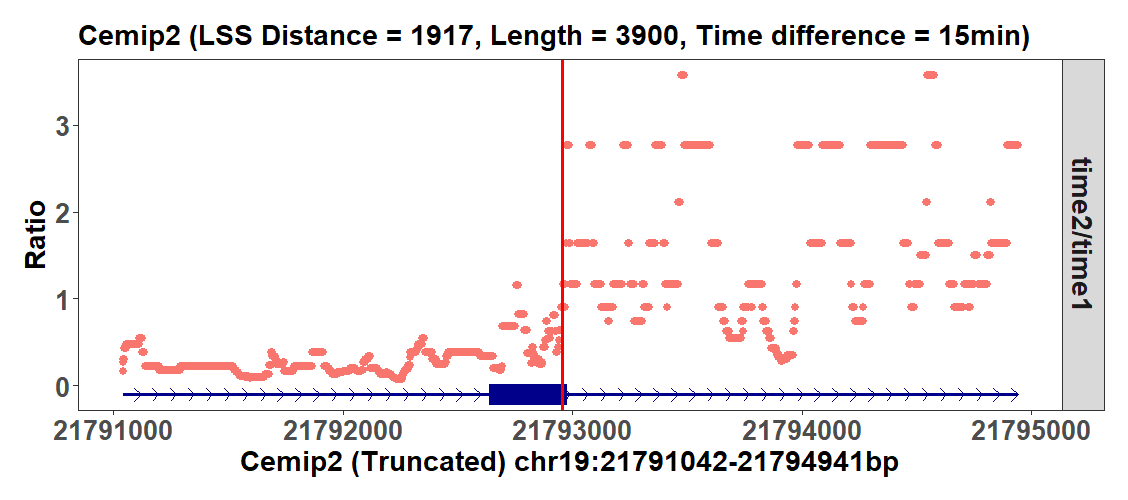 Cemip2 (LSS Distance = 1917, Length = 3900, Time difference = 15min)
3
2
1
0
Ratio
time2/time1
21791000 21792000 21793000 21794000 21795000
Cemip2 (Truncated) chr19:21791042-21794941bp